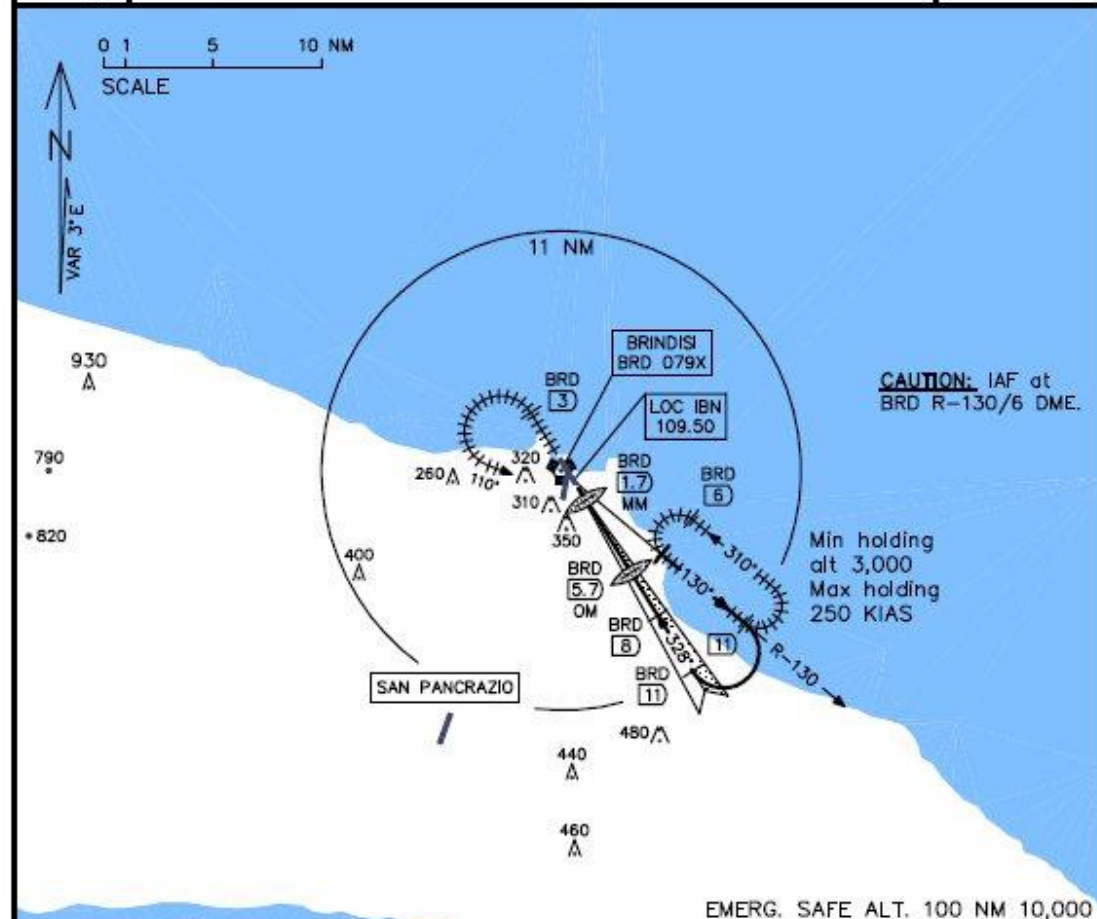 0 1 5 10 NM
SCALE
N
VAR 3°E
11 NM
BRINDISI
BRD 079X
930
BRD
3
CAUTION: IAF at
BRD R-130/6 DME.
LOC IBN
109.50
790
320
260
110°
BRD
1.7
MM
BRD
6
310
820
350
310°
Min holding
alt 3,000
Max holding
250 KIAS
400
BRD
5.7
OM
130°
BRD
8
328°
11
R-130
BRD
11
SAN PANCRAZIO
480
440
460
EMERG. SAFE ALT. 100 NM 10,000